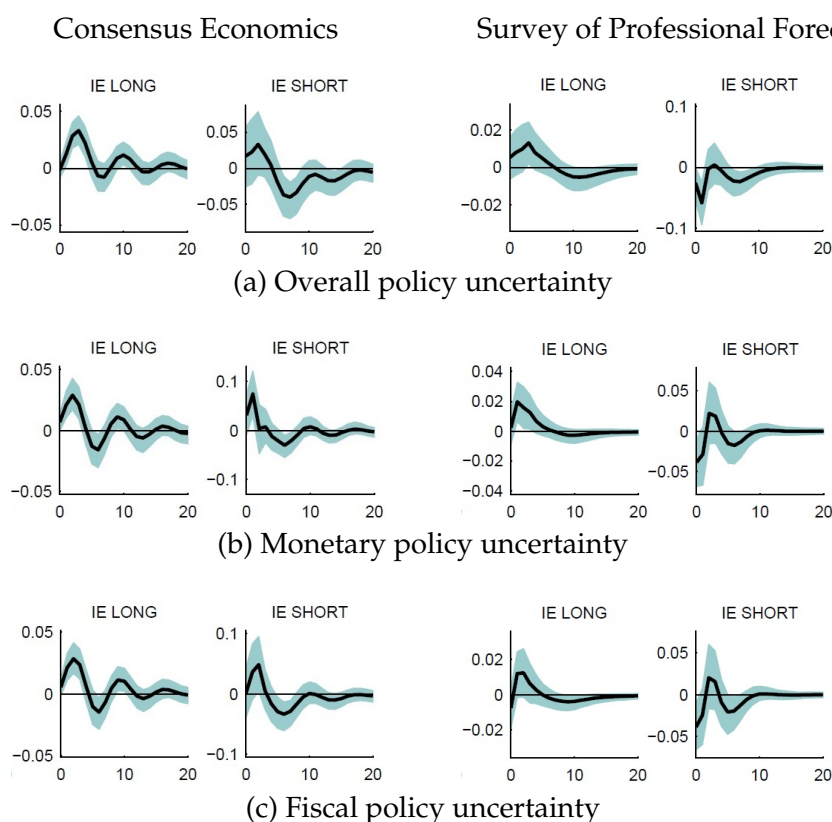 Consensus Economics Survey of Professional
IE LONG IE SHORT IE LONG IE SHORT
0.05 0.05 0.02 0.1
0 0 0 0
−0.05 −0.05 −0.02 −0.1
0 10 20 0 10 20 0 10 20 0 10 20
(a) Overall policy uncertainty
IE LONG IE SHORT IE LONG IE SHORT
0.05 0.1 0.04 0.05
0.02
0 0 0 0
−0.02
−0.05 −0.1 −0.04 −0.05
0 10 20 0 10 20 0 10 20 0 10 20
(b) Monetary policy uncertainty
IE LONG IE SHORT IE LONG IE SHORT
0.05 0.1 0.02 0.05
0 0 0 0
−0.05 −0.1 −0.02 −0.05
0 10 20 0 10 20 0 10 20 0 10 20
(c) Fiscal policy uncertainty